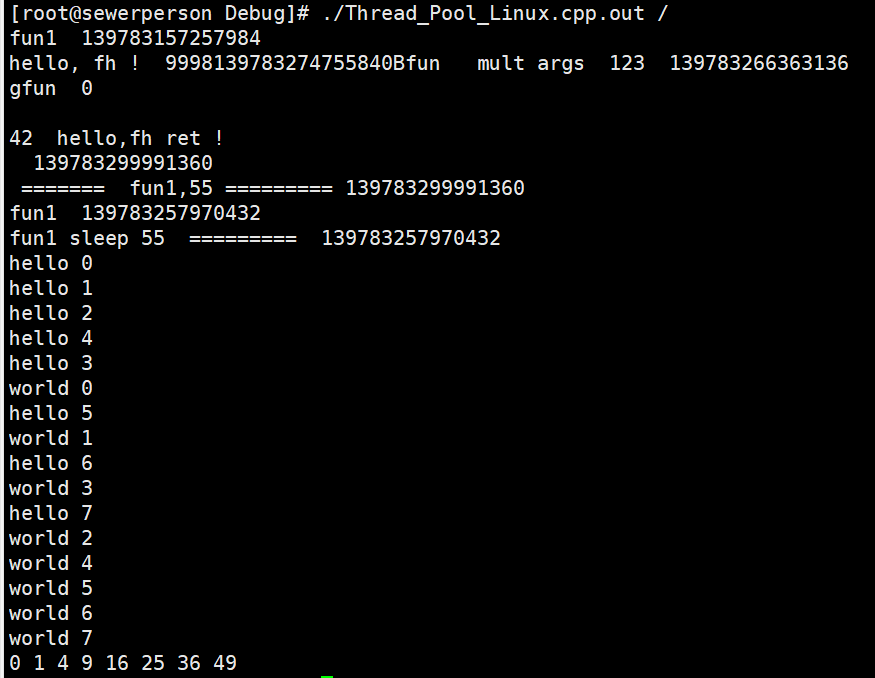 [root@sewerperson Debug]# ./Thread_Pool_Linux.cpp.out /
fun1  139783157257984
hello, fh !  9998139783274755840Bfun   mult args  123  139783266363136
gfun  0

42  hello,fh ret !
  139783299991360
 =======  fun1,55 ========= 139783299991360
fun1  139783257970432
fun1 sleep 55  =========  139783257970432
hello 0
hello 1
hello 2
hello 4
hello 3
world 0
hello 5
world 1
hello 6
world 3
hello 7
world 2
world 4
world 5
world 6
world 7
0 1 4 9 16 25 36 49